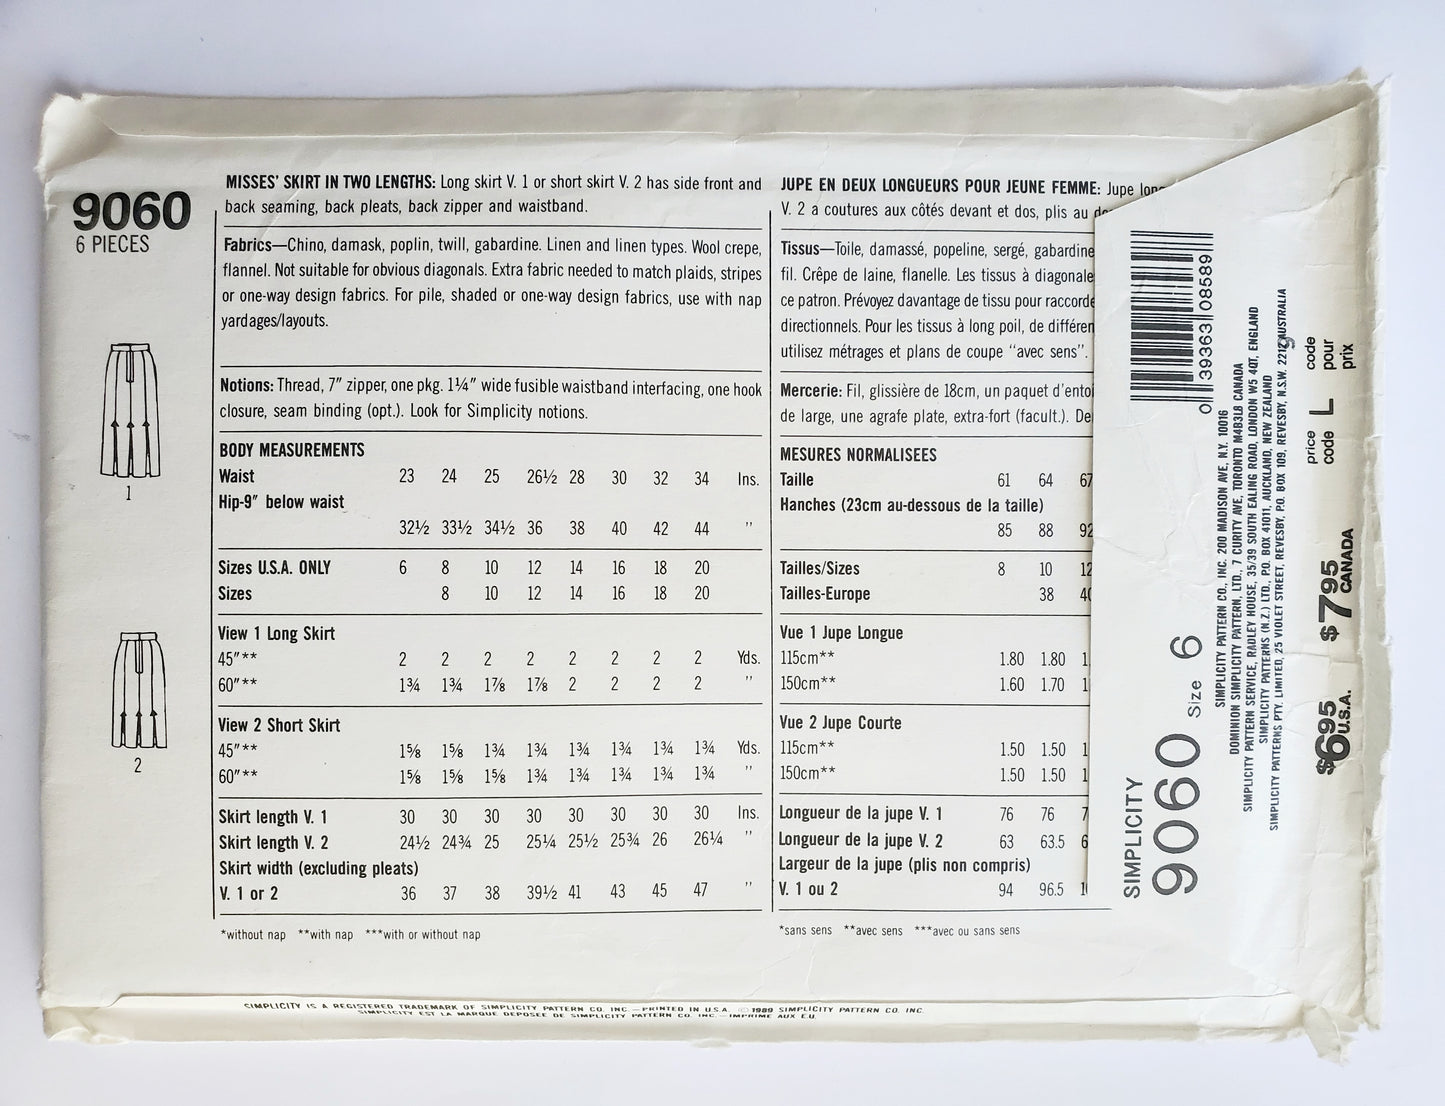 9060
6 PIECES
1
2
MISSES' SKIRT IN TWO LENGTHS: Long skirt V. 1 or short skirt V. 2 has side front and
back seaming, back pleats, back zipper and waistband.
Fabrics—Chino, damask, poplin, twill, gabardine. Linen and linen types. Wool crepe,
flannel. Not suitable for obvious diagonals. Extra fabric needed to match plaids, stripes
or one-way design fabrics. For pile, shaded or one-way design fabrics, use with nap
yardages/layouts.
Notions: Thread, 7" zipper, one pkg. 1¼" wide fusible waistband interfacing, one hook
closure, seam binding (opt.). Look for Simplicity notions.
BODY MEASUREMENTS
Waist 23 24 25 26½ 28 30 32 34 Ins.
Hip-9" below waist
32½ 33½ 34½ 36 38 40 42 44 "
Sizes U.S.A. ONLY 6 8 10 12 14 16 18 20
Sizes 8 10 12 14 16 18 20
View 1 Long Skirt
45"** 2 2 2 2 2 2 2 2 Yds.
60"** 1¾ 1¾ 1⅞ 1⅞ 2 2 2 2 "
View 2 Short Skirt
45"** 1⅝ 1⅝ 1¾ 1¾ 1¾ 1¾ 1¾ 1¾ Yds.
60"** 1⅝ 1⅝ 1⅝ 1¾ 1¾ 1¾ 1¾ 1¾ "
Skirt length V. 1 30 30 30 30 30 30 30 30 Ins.
Skirt length V. 2 24½ 24¾ 25 25¼ 25½ 25¾ 26 26¼ "
Skirt width (excluding pleats)
V. 1 or 2 36 37 38 39½ 41 43 45 47 "
*without nap **with nap ***with or without nap
JUPE EN DEUX LONGUEURS POUR JEUNE FEMME: Jupe
V. 2 a coutures aux côtés devant et dos, plis au
Tissus—Toile, damassé, popeline, sergé, gabardine
fil. Crêpe de laine, flanelle. Les tissus à diagonale
ce patron. Prévoyez davantage de tissu pour raccorde
directionnels. Pour les tissus à long poil, de différen
utilisez métrages et plans de coupe "avec sens".
Mercerie: Fil, glissière de 18cm, un paquet d'ento
de large, une agrafe plate, extra-fort (facult.). De
MESURES NORMALISEES
Taille 61 64 67
Hanches (23cm au-dessous de la taille)
85 88 92
Tailles/Sizes 8 10 12
Tailles-Europe 38 40
Vue 1 Jupe Longue
115cm** 1.80 1.80 1
150cm** 1.60 1.70 1
Vue 2 Jupe Courte
115cm** 1.50 1.50 1
150cm** 1.50 1.50 1
Longueur de la jupe V. 1 76 76 7
Longueur de la jupe V. 2 63 63.5 6
Largeur de la jupe (plis non compris)
V. 1 ou 2 94 96.5 1
*sans sens **avec sens ***avec ou sans sens
SIMPLICITY
9060 Size 6
0 39363 08589
SIMPLICITY PATTERN CO., INC. 200 MADISON AVE, N.Y. 10016
DOMINION SIMPLICITY PATTERN, LTD., 7 CURITY AVE, TORONTO M4B3L8 CANADA
SIMPLICITY PATTERN SERVICE, RADLEY HOUSE, 35/39 SOUTH EALING ROAD, LONDON W5 4QT, ENGLAND
SIMPLICITY PATTERNS (N.Z.) LTD., P.O. BOX 41011, AUCKLAND, NEW ZEALAND
SIMPLICITY PATTERNS PTY. LIMITED, 25 VIOLET STREET, REVESBY, P.O. BOX 109, REVESBY, N.S.W. 2212 AUSTRALIA
price code L code pour prix
$6.95 U.S.A. $7.95 CANADA
SIMPLICITY IS A REGISTERED TRADEMARK OF SIMPLICITY PATTERN CO. INC. — PRINTED IN U.S.A. © 1989 SIMPLICITY PATTERN CO. INC.
SIMPLICITY EST LA MARQUE DEPOSEE DE SIMPLICITY PATTERN CO. INC. — IMPRIME AUX E.U.